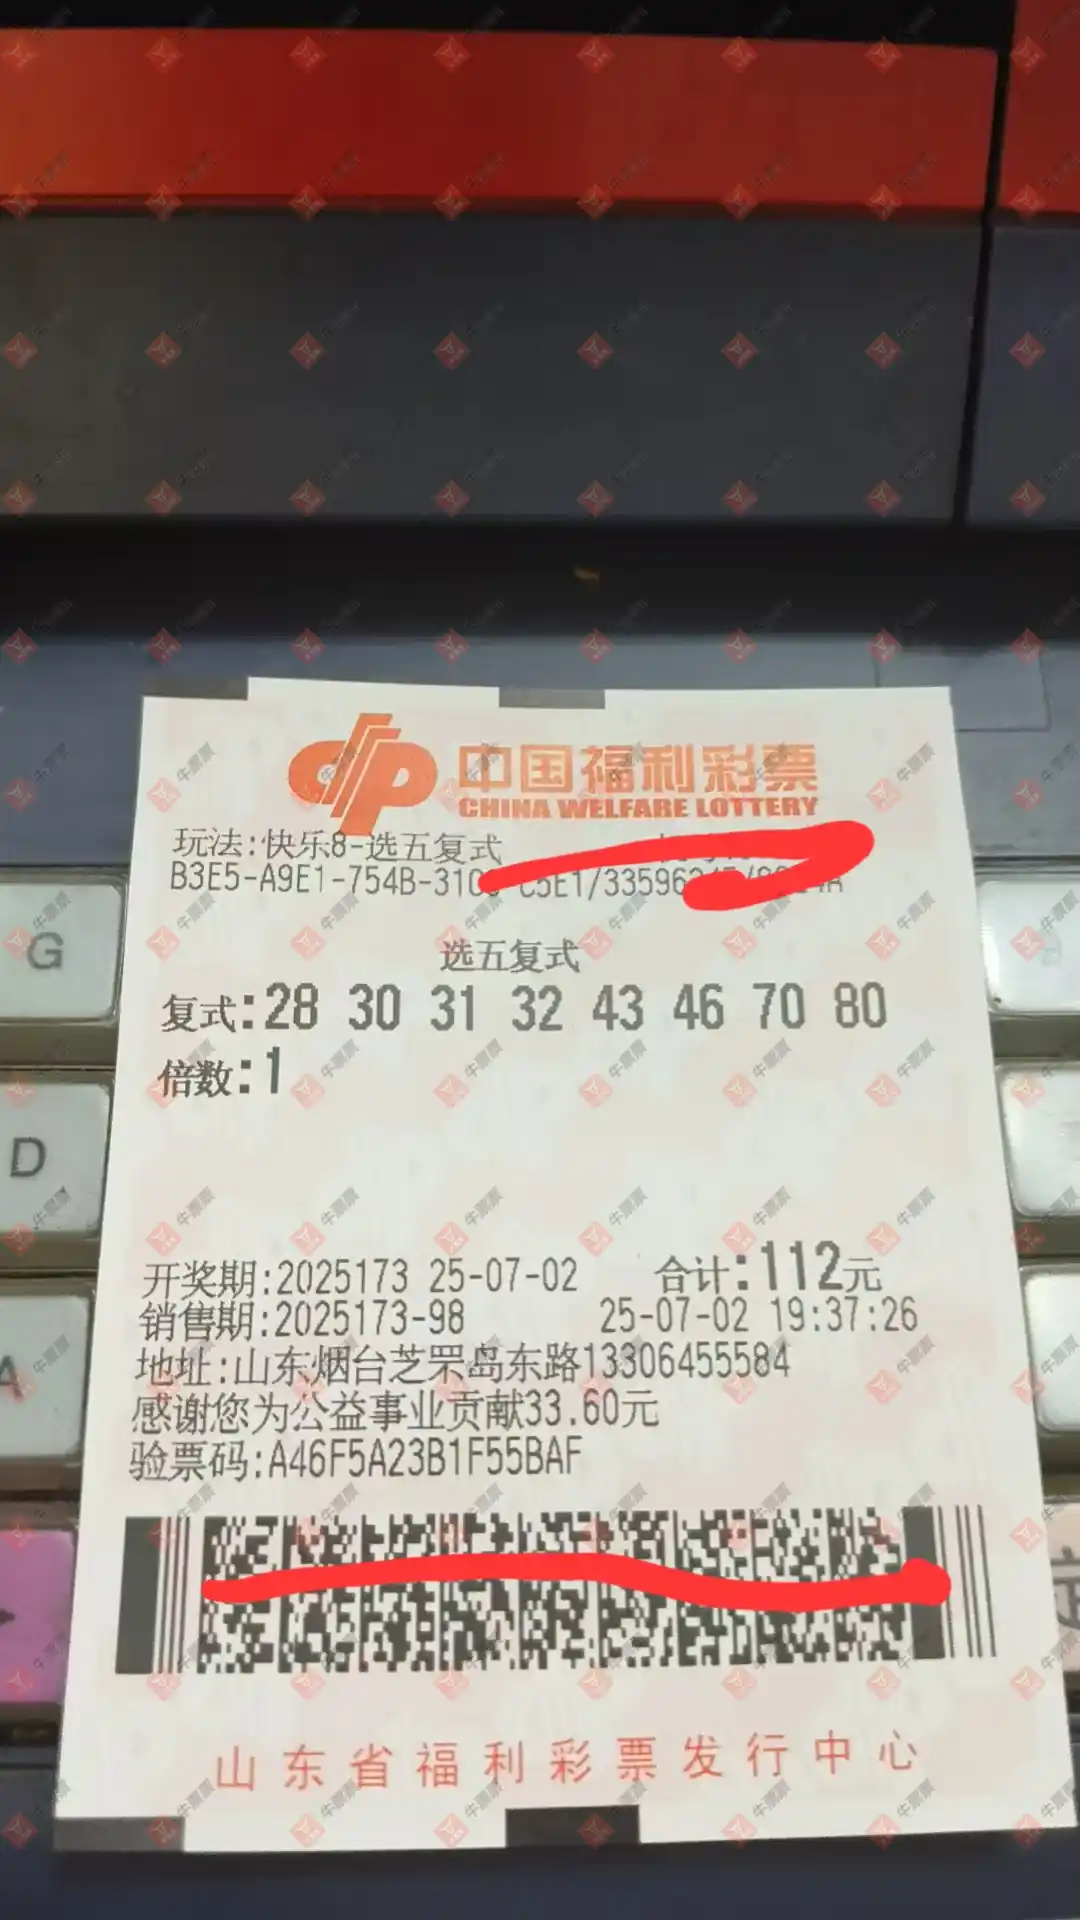 中国福利彩票
CHINA WELFARE LOTTERY
玩法:快乐8-选五复式
B3E5-A9E1-754B-310 C5E1/33596
选五复式
复式:28 30 31 32 43 46 70 80
倍数:1
开奖期:2025173 25-07-02 合计:112元
销售期:2025173-98 25-07-02 19:37:26
地址:山东烟台芝罘岛东路13306455584
感谢您为公益事业贡献33.60元
验票码:A46F5A23B1F55BAF
山东省福利彩票发行中心
G
D
A
牛票票